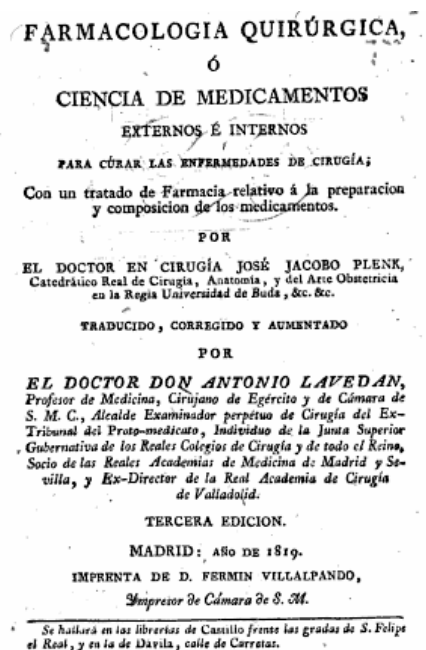 FARMACOLOGIA QUIRÚRGICA,
Ó
CIENCIA DE MEDICAMENTOS
EXTERNOS É INTERNOS
PARA CÚRAR LAS ENFERMEDADES DE CIRUGÍA;
Con un tratado de Farmacia relativo á la preparacion
y composicion de los medicamentos.
POR
EL DOCTOR EN CIRUGÍA JOSÉ JACOBO PLENK,
Catedrático Real de Cirugia, Anatomia, y del Arte Obstetricia
en la Regia Universidad de Buda, &c. &c.
TRADUCIDO, CORREGIDO Y AUMENTADO
POR
EL DOCTOR DON ANTONIO LAVEDAN,
Profesor de Medicina, Cirujano de Egército y de Cámara de
S. M. C., Alcalde Examinador perpétuo de Cirugía del Ex-
Tribunal del Proto-medicato, Individuo de la Junta Superior
Gubernativa de los Reales Colegios de Cirugía y de todo el Reino,
Socio de las Reales Academias de Medicina de Madrid y Se-
villa, y Ex-Director de la Real Academia de Cirugía
de Valladolid.
TERCERA EDICION.
MADRID: AÑO DE 1819.
IMPRENTA DE D. FERMIN VILLALPANDO,
Impresor de Cámara de S. M.
Se hallará en las librerías de Castillo frente las gradas de S. Felipe
el Real, y en la de Dávila, calle de Carretas.